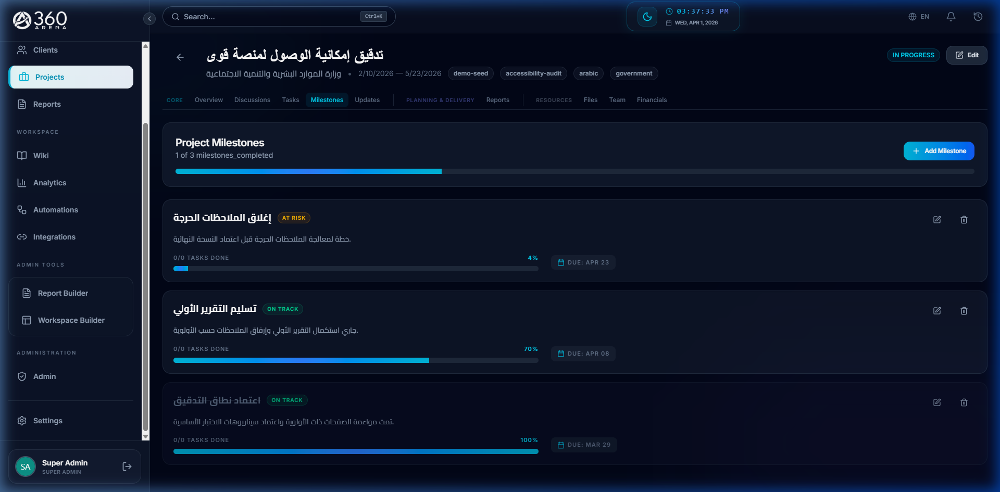 360
ARENA
Search...
Ctrl+K
03:37:33 PM
WED, APR 1, 2026
EN
Clients
Projects
Reports
WORKSPACE
Wiki
Analytics
Automations
Integrations
ADMIN TOOLS
Report Builder
Workspace Builder
ADMINISTRATION
Admin
Settings
SA
Super Admin
SUPER ADMIN
تدقيق إمكانية الوصول لمنصة قوى
IN PROGRESS
Edit
وزارة الموارد البشرية والتنمية الاجتماعية • 2/10/2026 — 5/23/2026 demo-seed accessibility-audit arabic government
CORE Overview Discussions Tasks Milestones Updates PLANNING & DELIVERY Reports RESOURCES Files Team Financials
Project Milestones
1 of 3 milestones_completed
Add Milestone
إغلاق الملاحظات الحرجة AT RISK
خطة لمعالجة الملاحظات الحرجة قبل اعتماد النسخة النهائية.
0/0 TASKS DONE 4%
DUE: APR 23
تسليم التقرير الأولي ON TRACK
جاري استكمال التقرير الأولي وإرفاق الملاحظات حسب الأولوية.
0/0 TASKS DONE 70%
DUE: APR 08
اعتماد نطاق التدقيق ON TRACK
تمت مواءمة الصفحات ذات الأولوية واعتماد سيناريوهات الاختبار الأساسية.
0/0 TASKS DONE 100%
DUE: MAR 29